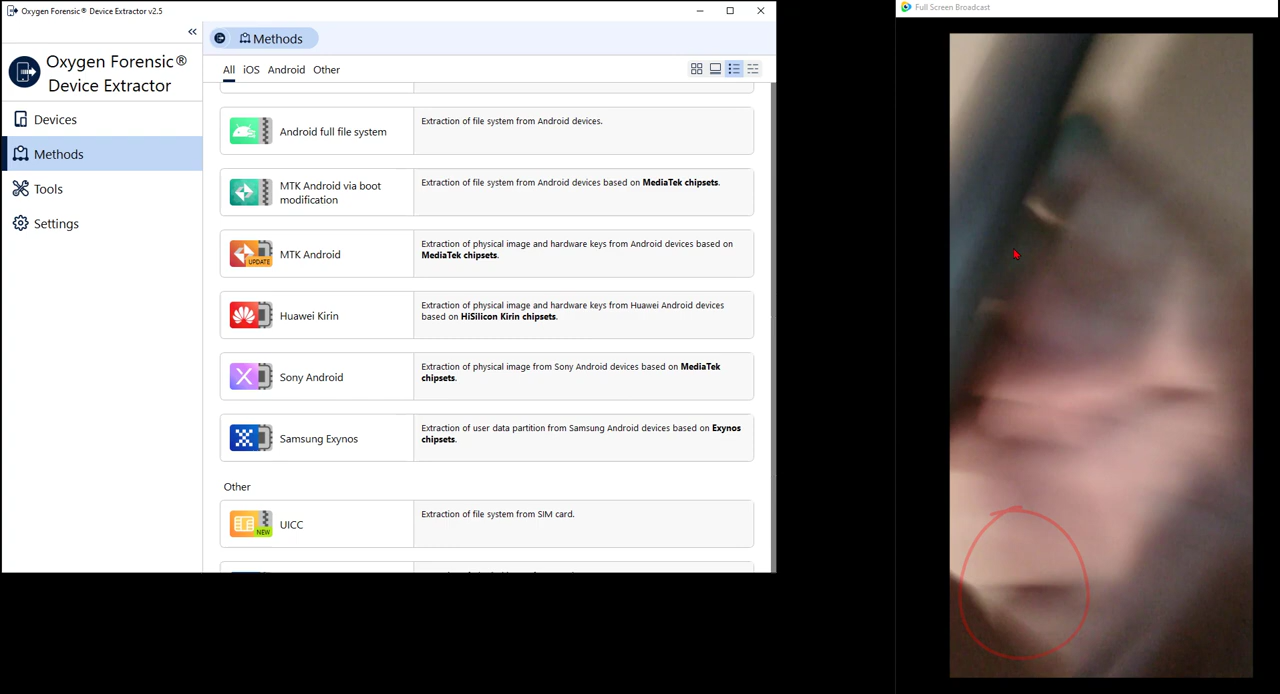 Oxygen Forensic® Device Extractor v2.5
Oxygen Forensic®
Device Extractor
Devices
Methods
Tools
Settings
Methods
All
iOS
Android
Other
Android full file system
Extraction of file system from Android devices.
MTK Android via boot
modification
Extraction of file system from Android devices based on MediaTek chipsets.
UPDATE
MTK Android
Extraction of physical image and hardware keys from Android devices based on
MediaTek chipsets.
Huawei Kirin
Extraction of physical image and hardware keys from Huawei Android devices
based on HiSilicon Kirin chipsets.
Sony Android
Extraction of physical image from Sony Android devices based on MediaTek
chipsets.
Samsung Exynos
Extraction of user data partition from Samsung Android devices based on Exynos
chipsets.
Other
NEW
UICC
Extraction of file system from SIM card.
Full Screen Broadcast